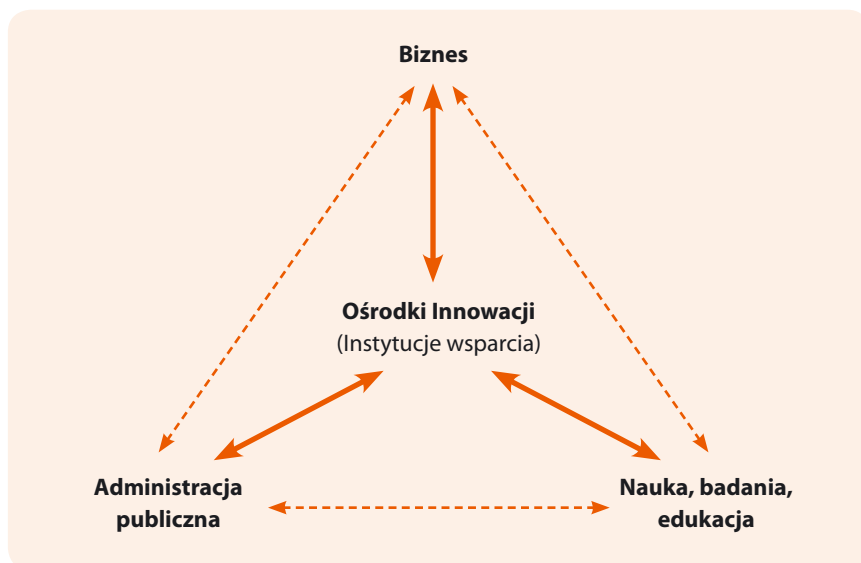 Biznes
Ośrodki Innowacji
(Instytucje wsparcia)
Administracja
publiczna
Nauka, badania,
edukacja